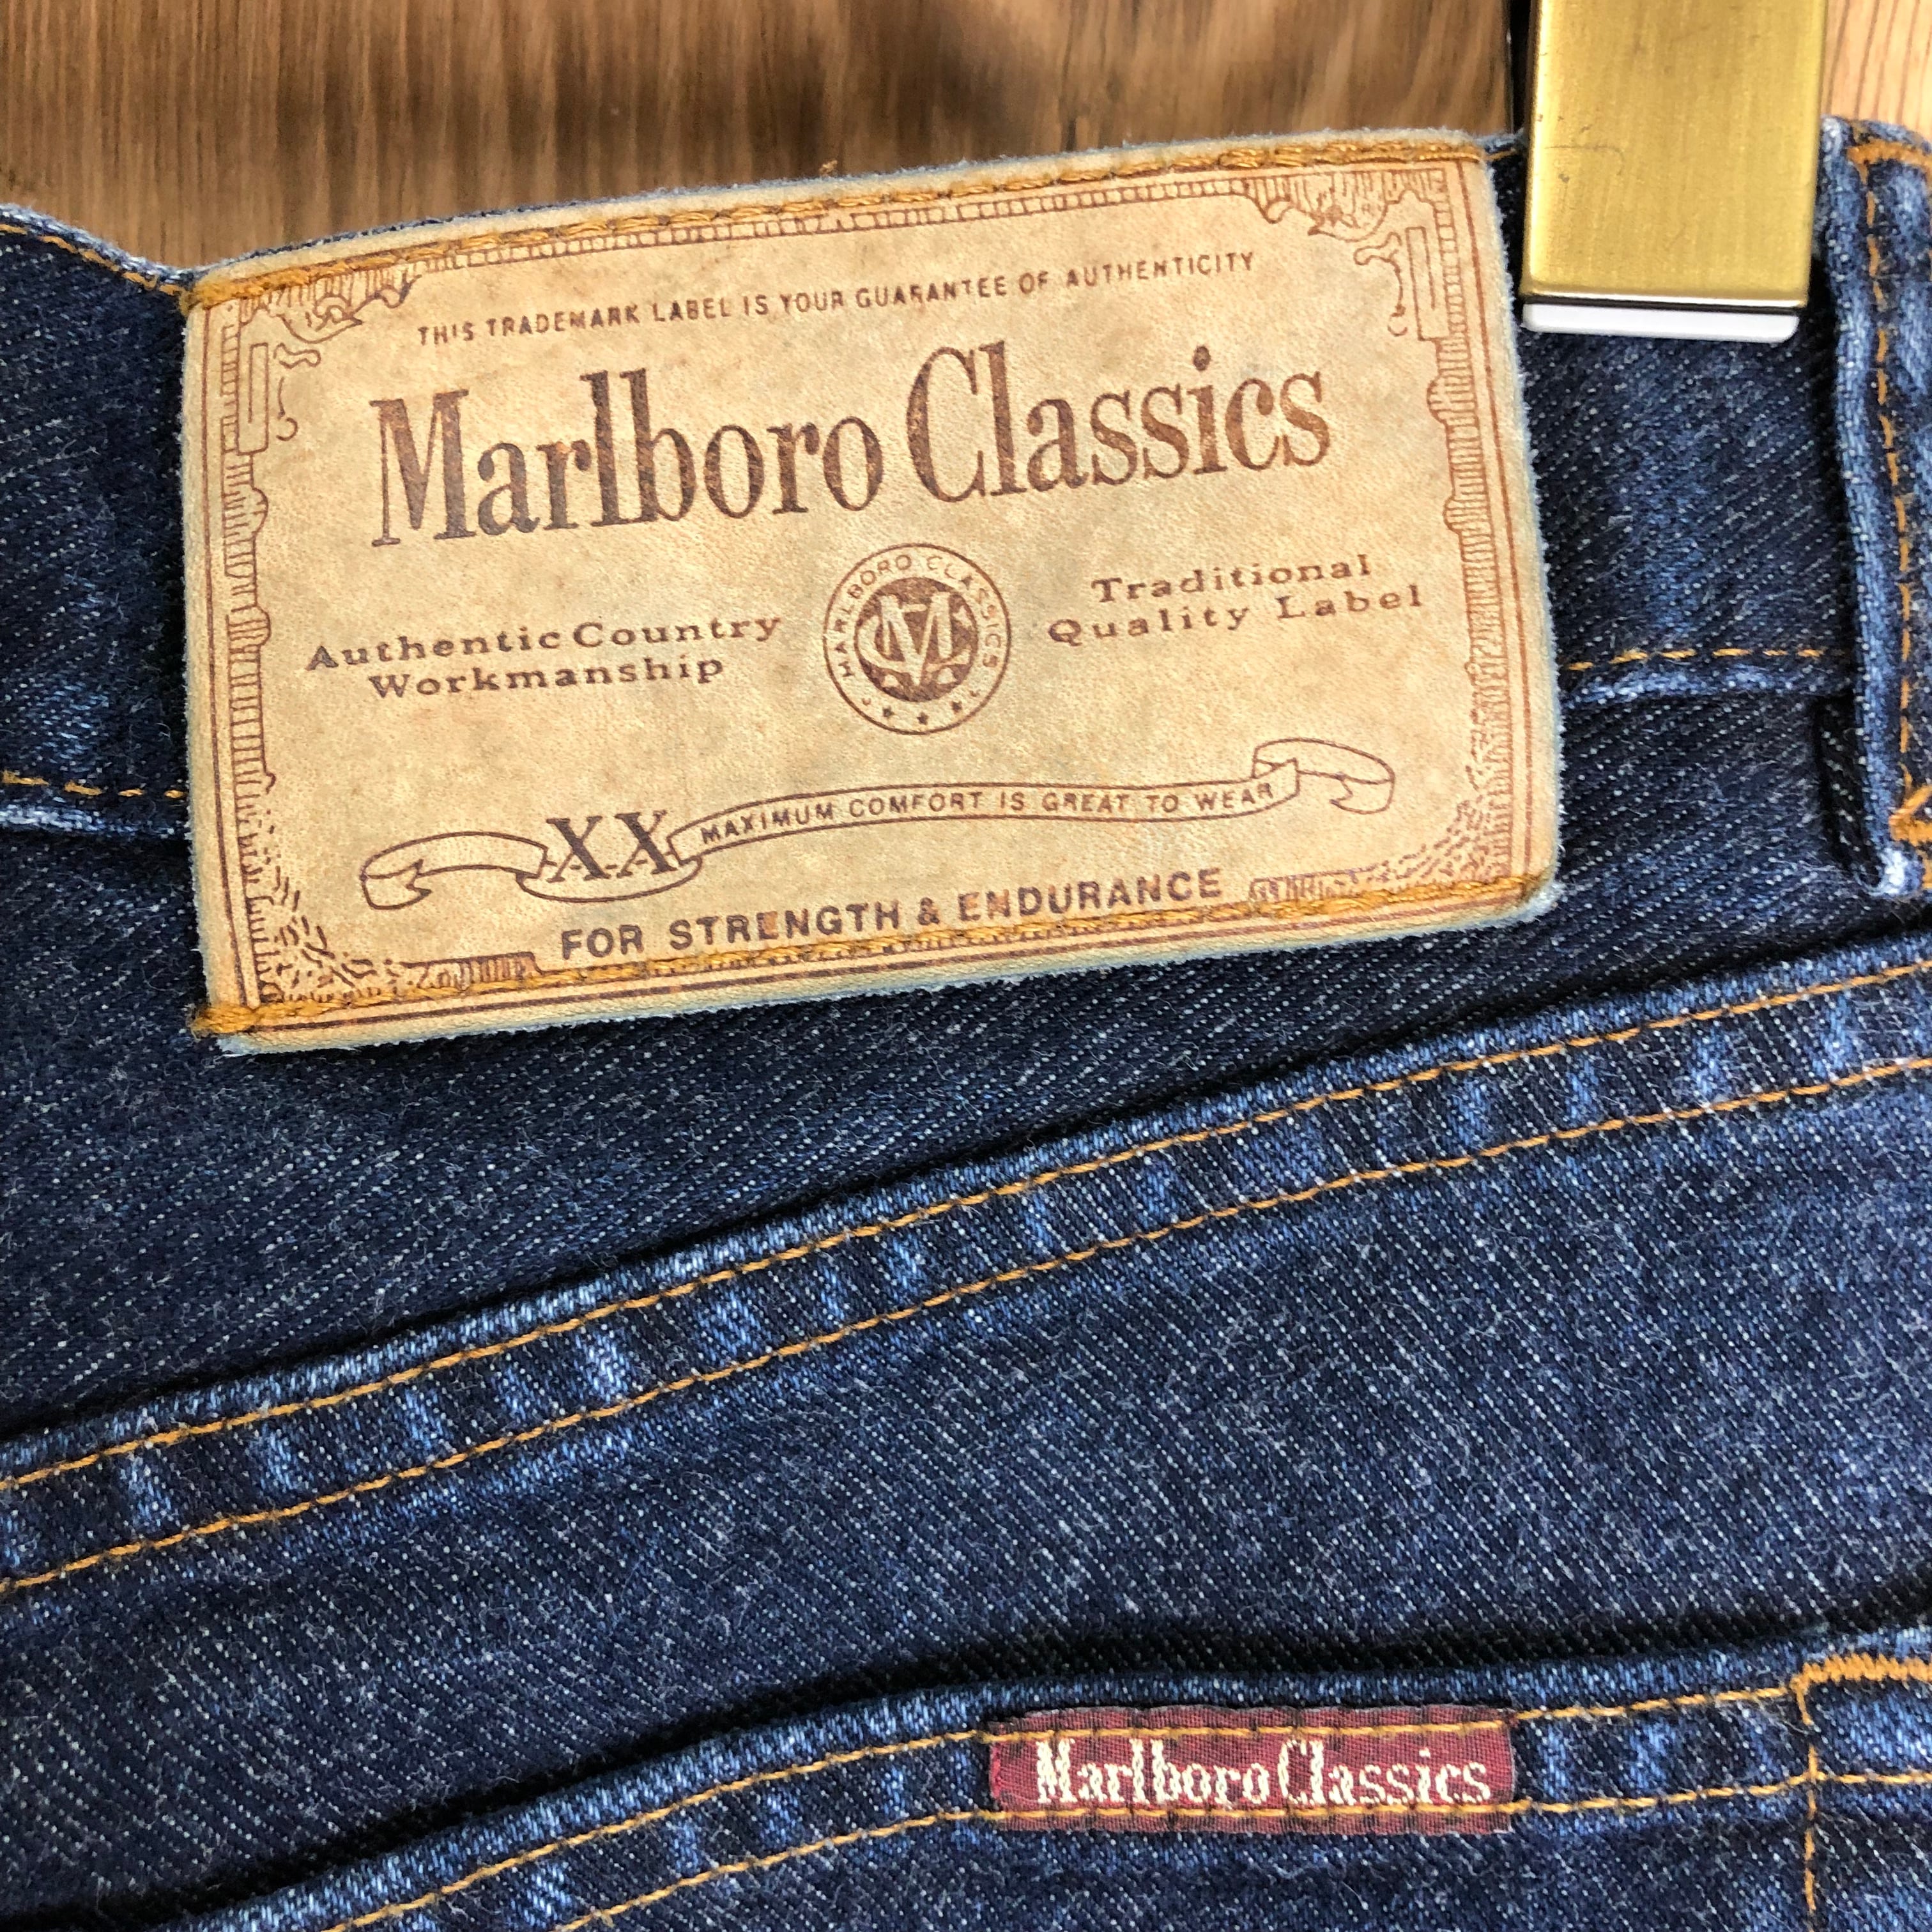 THIS TRADEMARK LABEL IS YOUR GUARANTEE OF AUTHENTICITY
Marlboro Classics
Authentic Country
Workmanship
MARLBORO CLASSICS
MC
Traditional
Quality Label
XX MAXIMUM COMFORT IS GREAT TO WEAR
FOR STRENGTH & ENDURANCE
Marlboro Classics